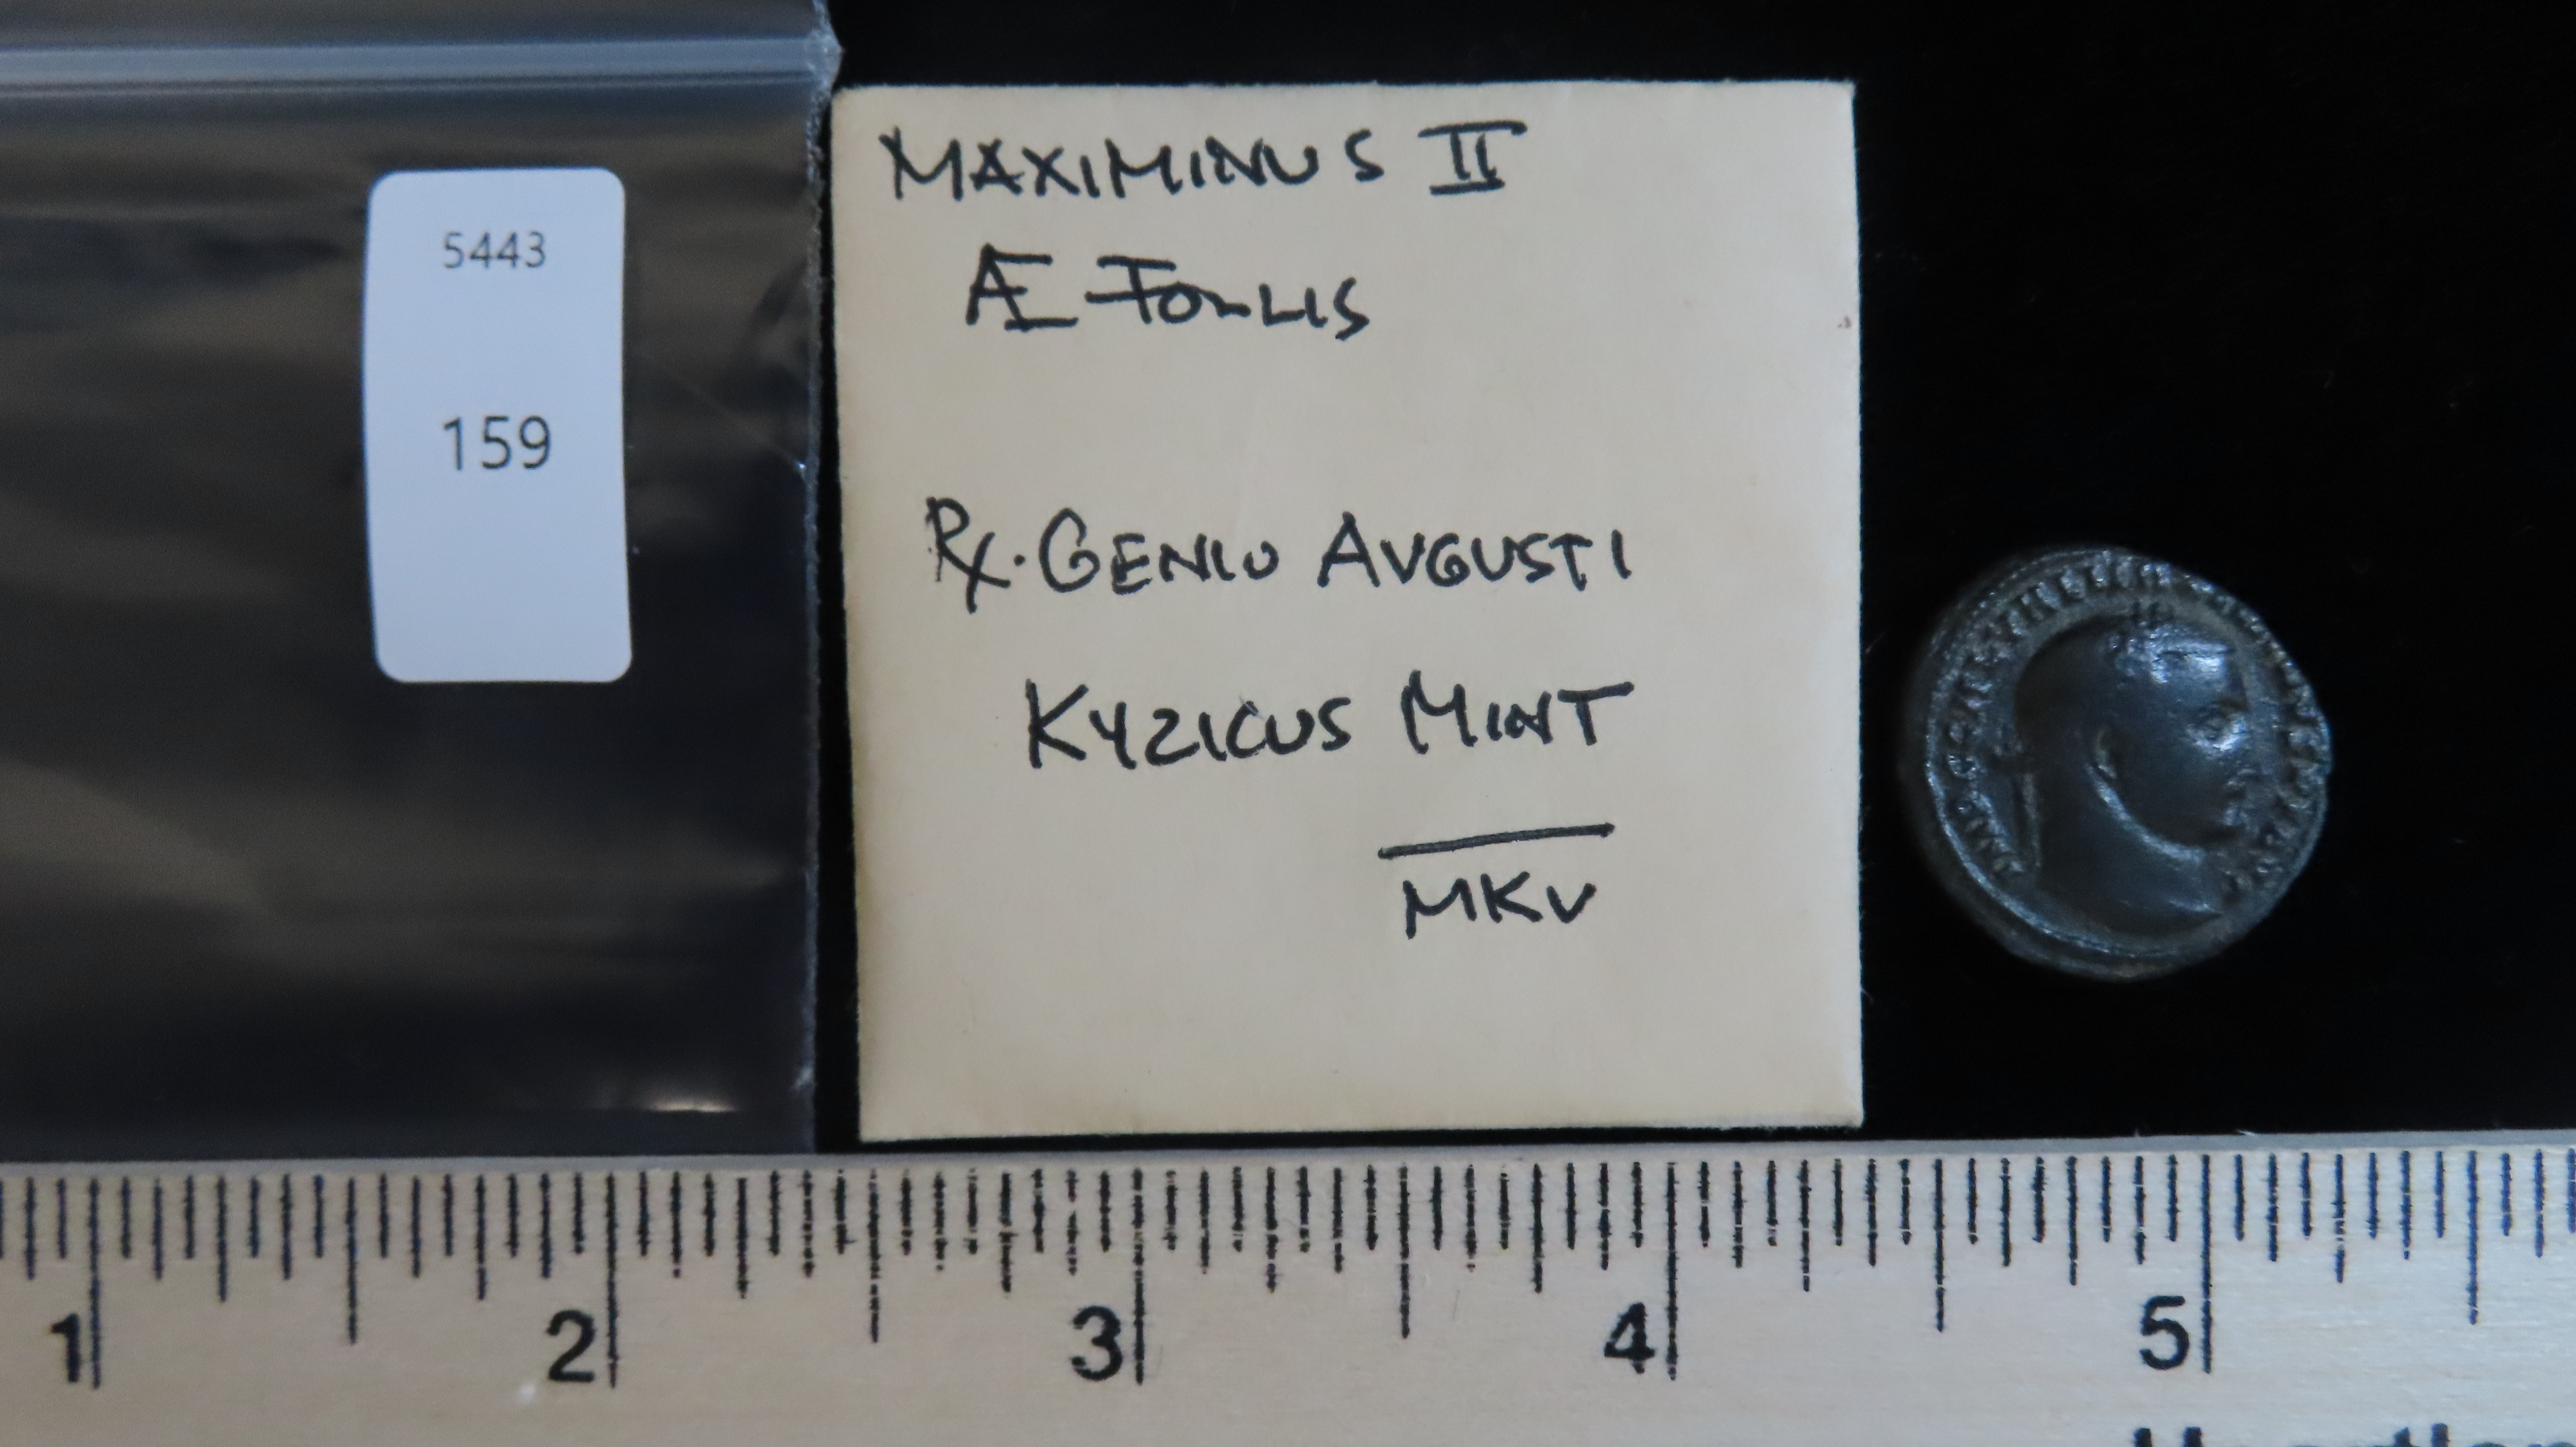 5443
159
MAXIMINUS II
Æ FOLLIS
℞. GENIO AVGUSTI
KYZICUS MINT
MKV
1 2 3 4 5